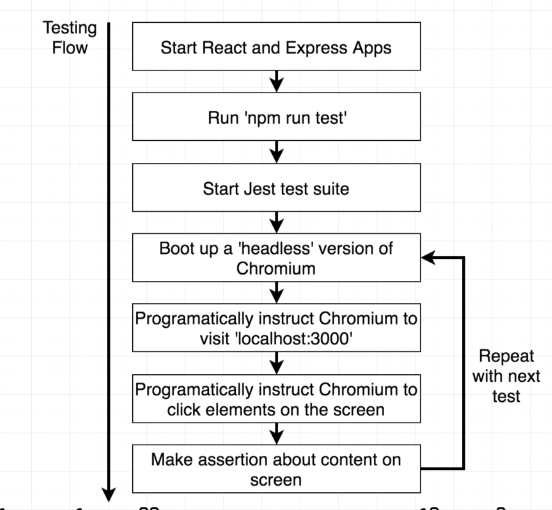 Testing
Flow
Start React and Express Apps
Run 'npm run test'
Start Jest test suite
Boot up a 'headless' version of
Chromium
Programatically instruct Chromium to
visit 'localhost:3000'
Programatically instruct Chromium to
click elements on the screen
Make assertion about content on
screen
Repeat
with next
test